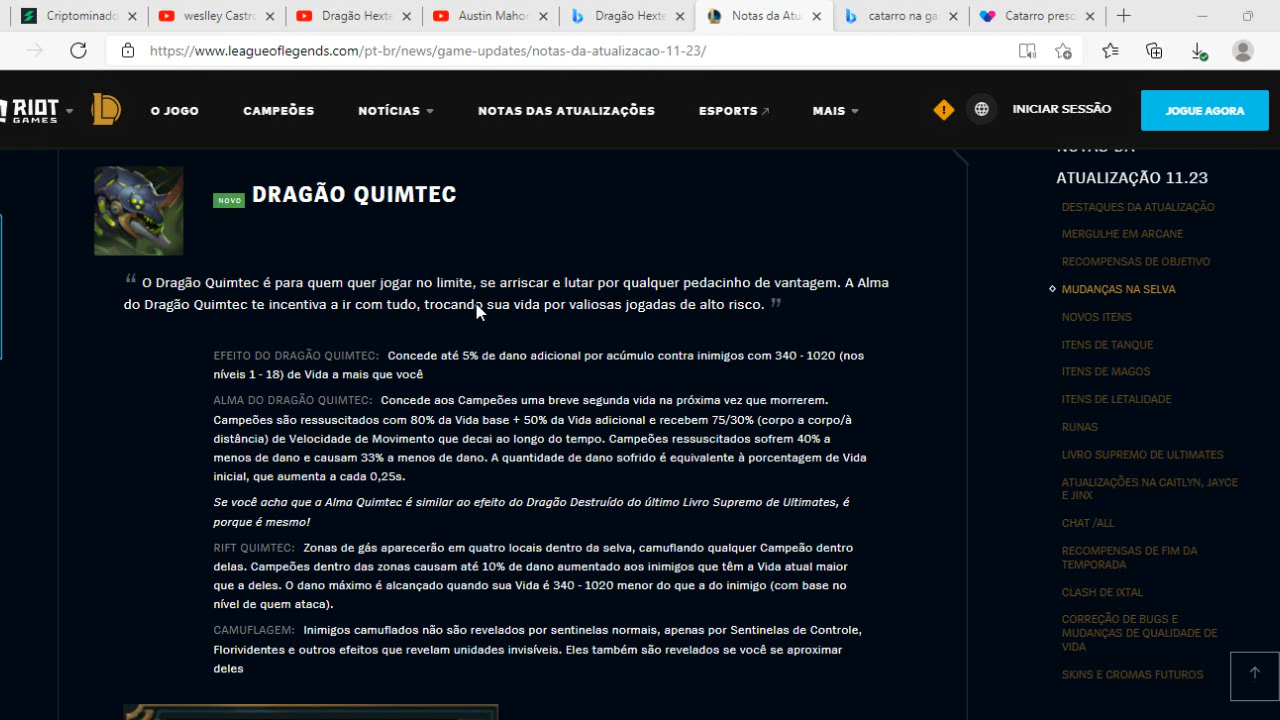 Criptominado
weslley Castro
Dragão Hexte
Austin Mahon
Dragão Hexte
Notas da Atu
catarro na ga
Catarro preso
https://www.leagueoflegends.com/pt-br/news/game-updates/notas-da-atualizacao-11-23/
RIOT GAMES
O JOGO
CAMPEÕES
NOTÍCIAS
NOTAS DAS ATUALIZAÇÕES
ESPORTS
MAIS
INICIAR SESSÃO
JOGUE AGORA
NOVO DRAGÃO QUIMTEC
“ O Dragão Quimtec é para quem quer jogar no limite, se arriscar e lutar por qualquer pedacinho de vantagem. A Alma
do Dragão Quimtec te incentiva a ir com tudo, trocando sua vida por valiosas jogadas de alto risco. ”
EFEITO DO DRAGÃO QUIMTEC: Concede até 5% de dano adicional por acúmulo contra inimigos com 340 - 1020 (nos
níveis 1 - 18) de Vida a mais que você
ALMA DO DRAGÃO QUIMTEC: Concede aos Campeões uma breve segunda vida na próxima vez que morrerem.
Campeões são ressuscitados com 80% da Vida base + 50% da Vida adicional e recebem 75/30% (corpo a corpo/à
distância) de Velocidade de Movimento que decai ao longo do tempo. Campeões ressuscitados sofrem 40% a
menos de dano e causam 33% a menos de dano. A quantidade de dano sofrido é equivalente à porcentagem de Vida
inicial, que aumenta a cada 0,25s.
Se você acha que a Alma Quimtec é similar ao efeito do Dragão Destruído do último Livro Supremo de Ultimates, é
porque é mesmo!
RIFT QUIMTEC: Zonas de gás aparecerão em quatro locais dentro da selva, camuflando qualquer Campeão dentro
delas. Campeões dentro das zonas causam até 10% de dano aumentado aos inimigos que têm a Vida atual maior
que a deles. O dano máximo é alcançado quando sua Vida é 340 - 1020 menor do que a do inimigo (com base no
nível de quem ataca).
CAMUFLAGEM: Inimigos camuflados não são revelados por sentinelas normais, apenas por Sentinelas de Controle,
Florividentes e outros efeitos que revelam unidades invisíveis. Eles também são revelados se você se aproximar
deles
NOTAS DA
ATUALIZAÇÃO 11.23
DESTAQUES DA ATUALIZAÇÃO
MERGULHE EM ARCANE
RECOMPENSAS DE OBJETIVO
MUDANÇAS NA SELVA
NOVOS ITENS
ITENS DE TANQUE
ITENS DE MAGOS
ITENS DE LETALIDADE
RUNAS
LIVRO SUPREMO DE ULTIMATES
ATUALIZAÇÕES NA CAITLYN, JAYCE
E JINX
CHAT /ALL
RECOMPENSAS DE FIM DA
TEMPORADA
CLASH DE IXTAL
CORREÇÃO DE BUGS E
MUDANÇAS DE QUALIDADE DE
VIDA
SKINS E CROMAS FUTUROS